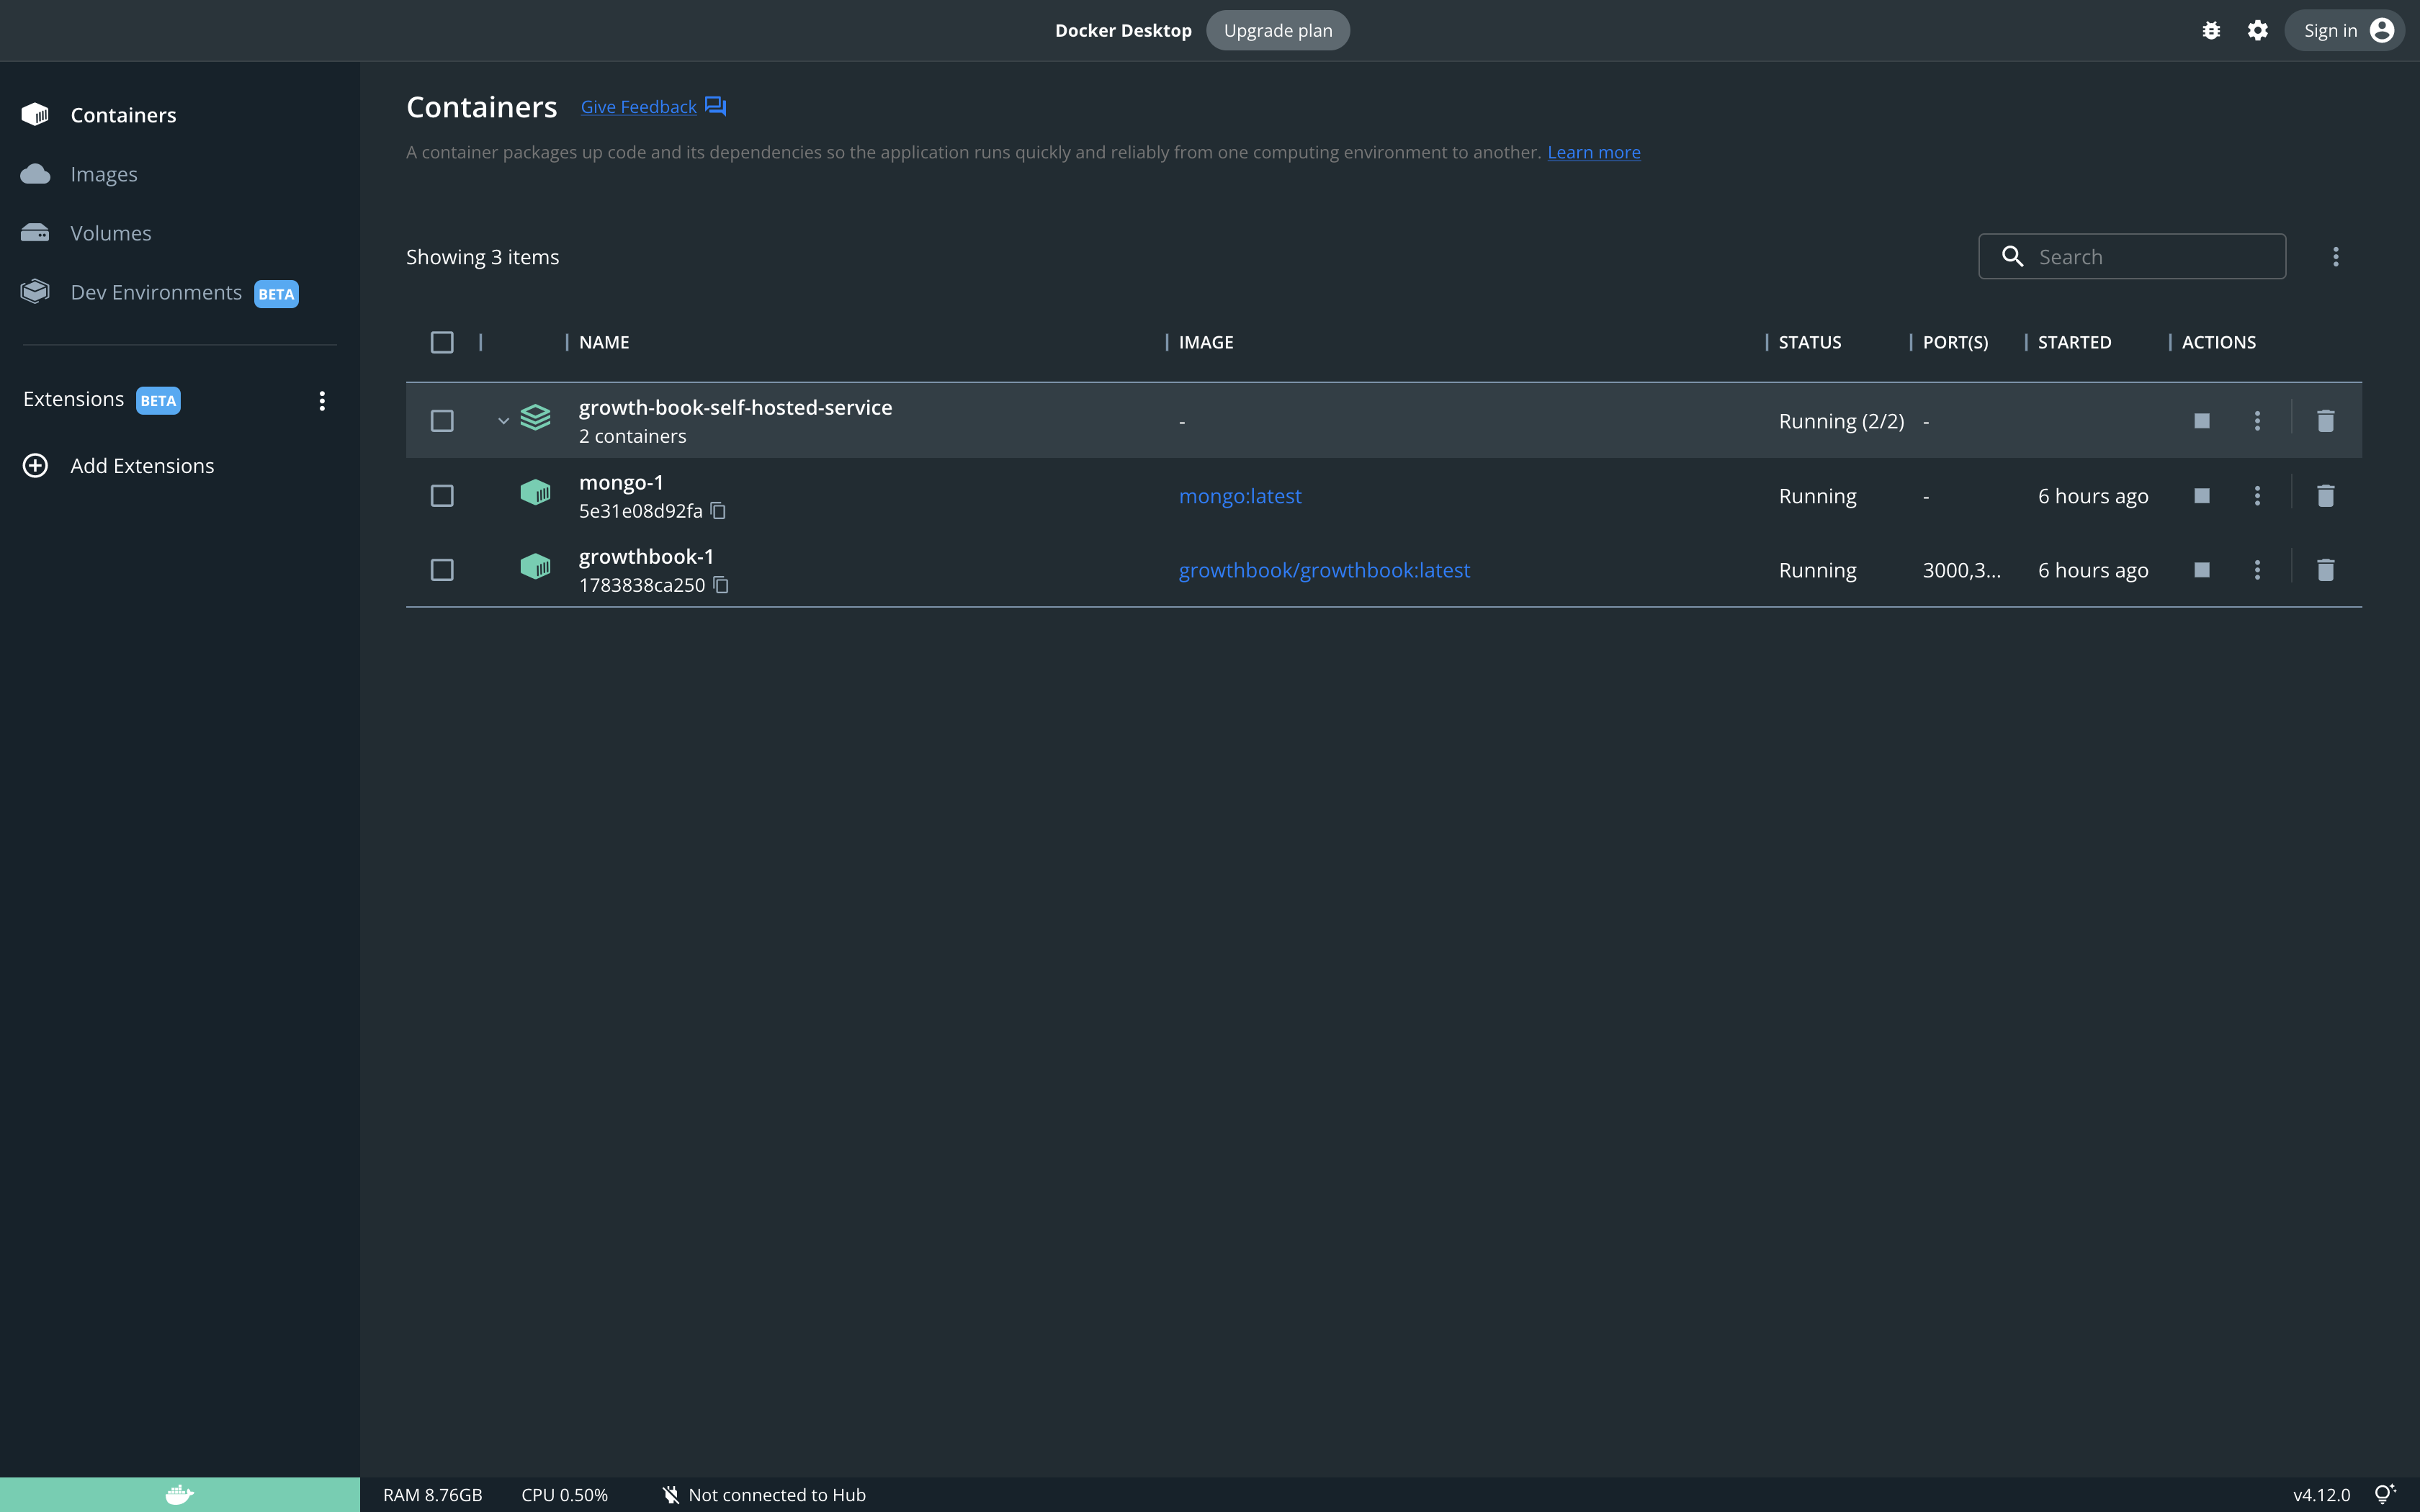 Docker Desktop Upgrade plan Sign in
Containers
Images
Volumes
Dev Environments BETA
Extensions BETA
Add Extensions
Containers Give Feedback
A container packages up code and its dependencies so the application runs quickly and reliably from one computing environment to another. Learn more
Showing 3 items Search
NAME IMAGE STATUS PORT(S) STARTED ACTIONS
growth-book-self-hosted-service - Running (2/2) -
2 containers
mongo-1 mongo:latest Running - 6 hours ago
5e31e08d92fa
growthbook-1 growthbook/growthbook:latest Running 3000,3... 6 hours ago
1783838ca250
RAM 8.76GB CPU 0.50% Not connected to Hub v4.12.0